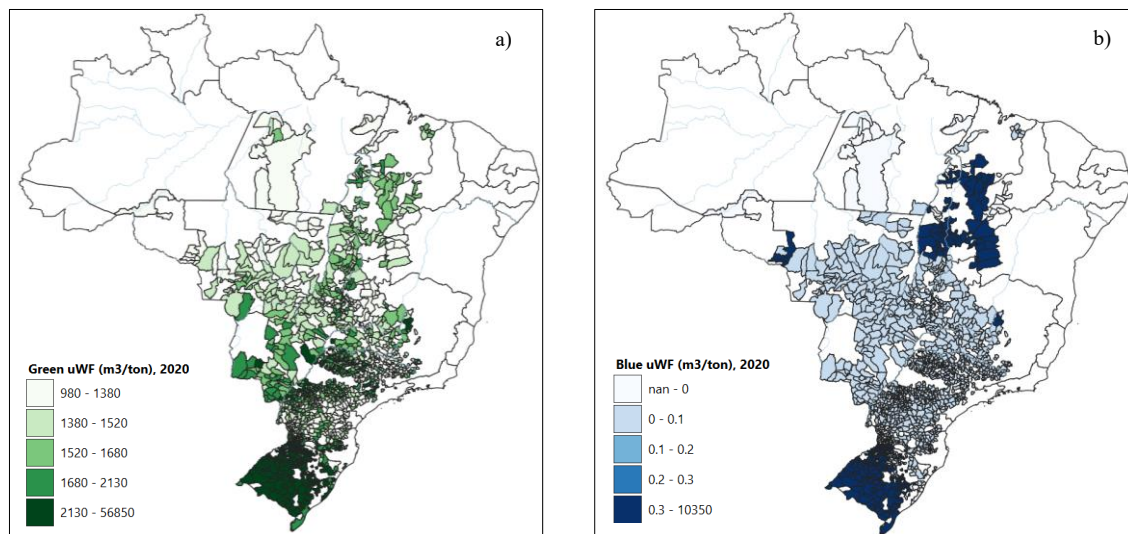 a)
Green uWF (m3/ton), 2020
980 - 1380
1380 - 1520
1520 - 1680
1680 - 2130
2130 - 56850
b)
Blue uWF (m3/ton), 2020
nan - 0
0 - 0.1
0.1 - 0.2
0.2 - 0.3
0.3 - 10350